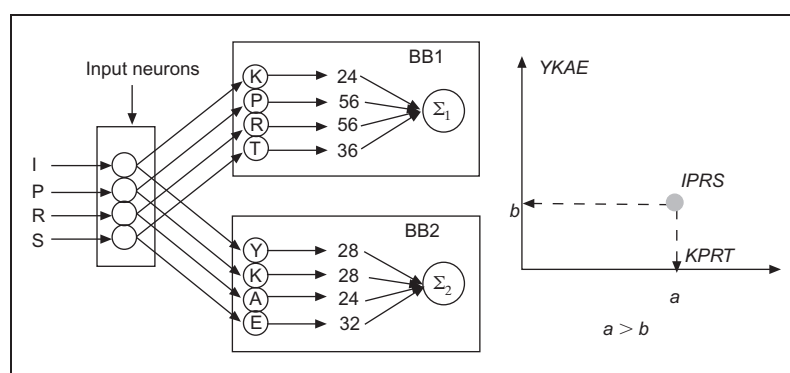 Input neurons
I
P
R
S
BB1
K 24
P 56
R 56
T 36
Σ1
BB2
Y 28
K 28
A 24
E 32
Σ2
YKAE
IPRS
b
KPRT
a
a > b